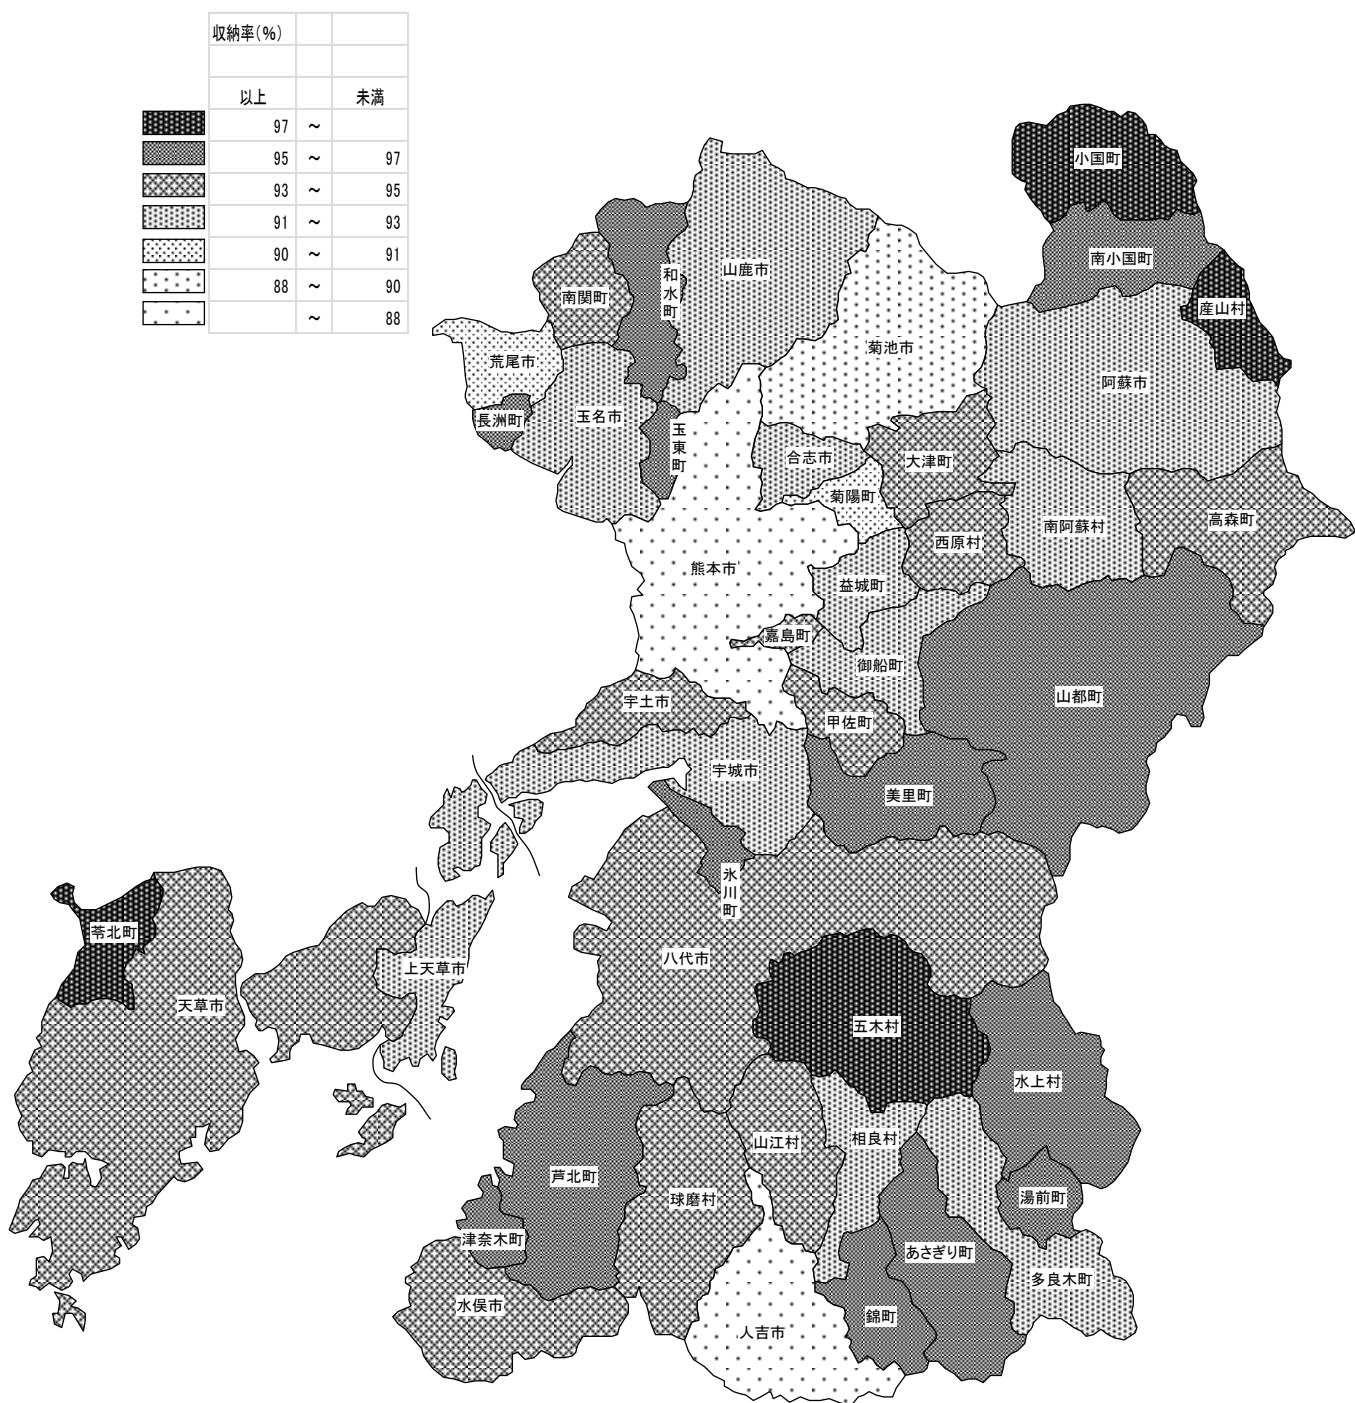 収納率(%)
以上 未満
97 ～
95 ～ 97
93 ～ 95
91 ～ 93
90 ～ 91
88 ～ 90
～ 88
小国町
南小国町
産山村
山鹿市
和水町
南関町
荒尾市
長洲町
玉名市
玉東町
菊池市
阿蘇市
合志市
大津町
菊陽町
高森町
南阿蘇村
西原村
熊本市
益城町
嘉島町
御船町
山都町
宇土市
甲佐町
宇城市
美里町
氷川町
八代市
苓北町
天草市
上天草市
五木村
水上村
山江村
相良村
芦北町
球磨村
湯前町
津奈木町
あさぎり町
多良木町
水俣市
錦町
人吉市